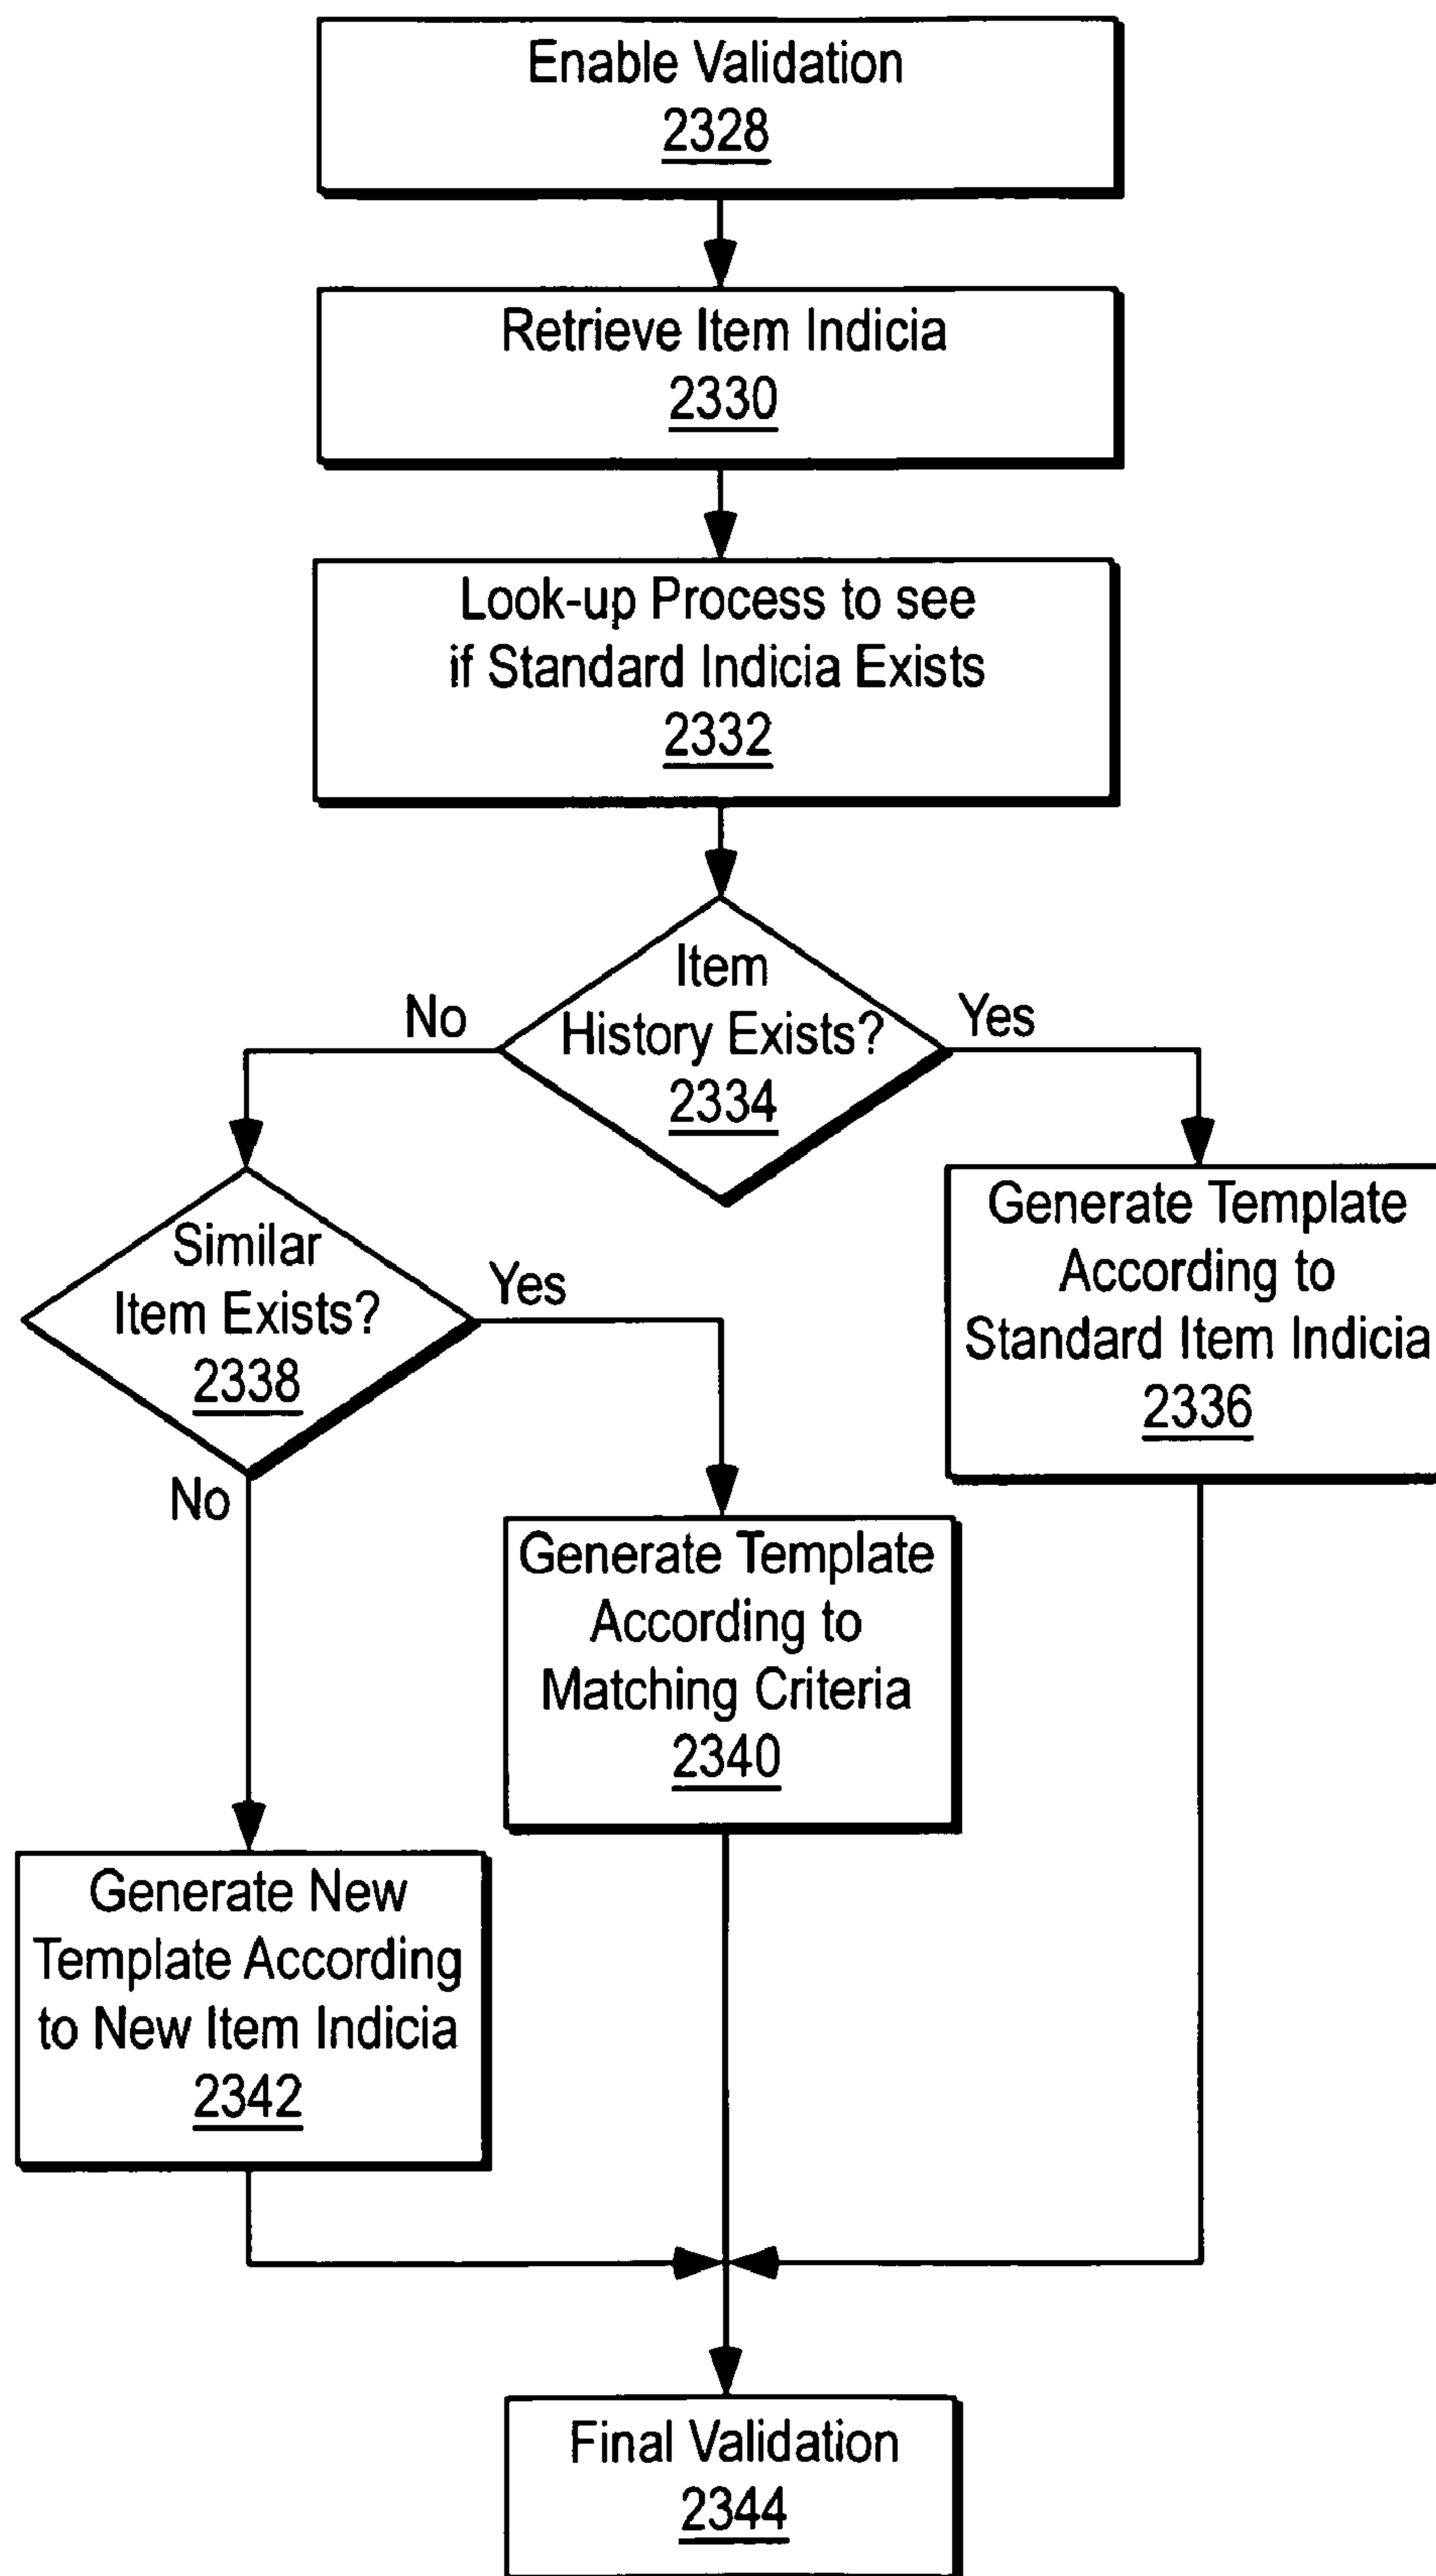 Enable Validation
2328
Retrieve Item Indicia
2330
Look-up Process to see
if Standard Indicia Exists
2332
Item
History Exists?
2334
No
Yes
Similar
Item Exists?
2338
Yes
No
Generate Template
According to
Standard Item Indicia
2336
Generate Template
According to
Matching Criteria
2340
Generate New
Template According
to New Item Indicia
2342
Final Validation
2344